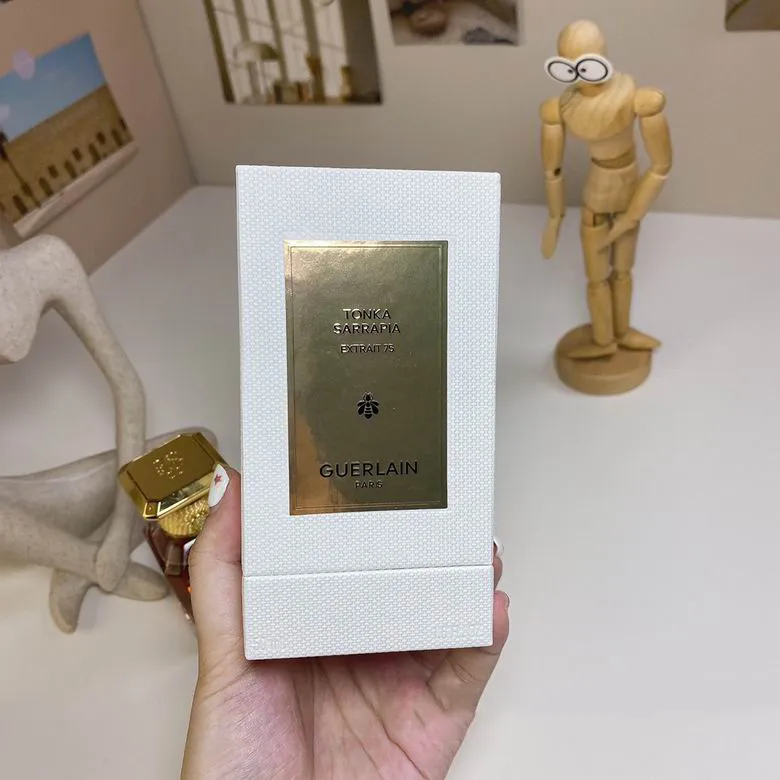 TONKA
SARRAPIA
EXTRAIT 75
GUERLAIN
PARIS